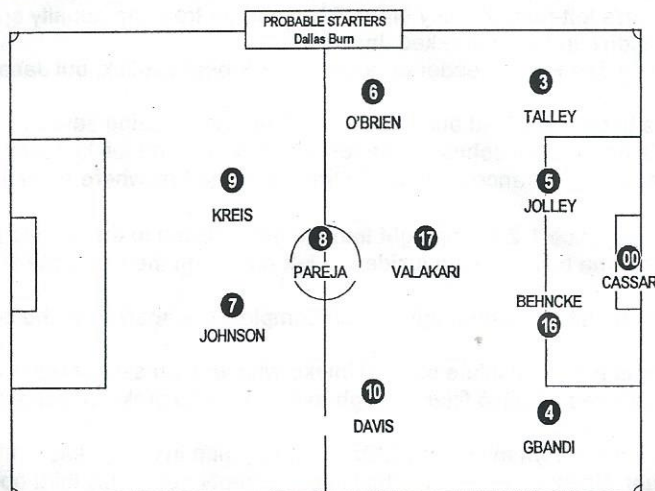 PROBABLE STARTERS
Dallas Burn
3
TALLEY
6
O'BRIEN
9
KREIS
5
JOLLEY
8
PAREJA
17
VALAKARI
00
CASSAR
7
JOHNSON
BEHNCKE
16
10
DAVIS
4
GBANDI